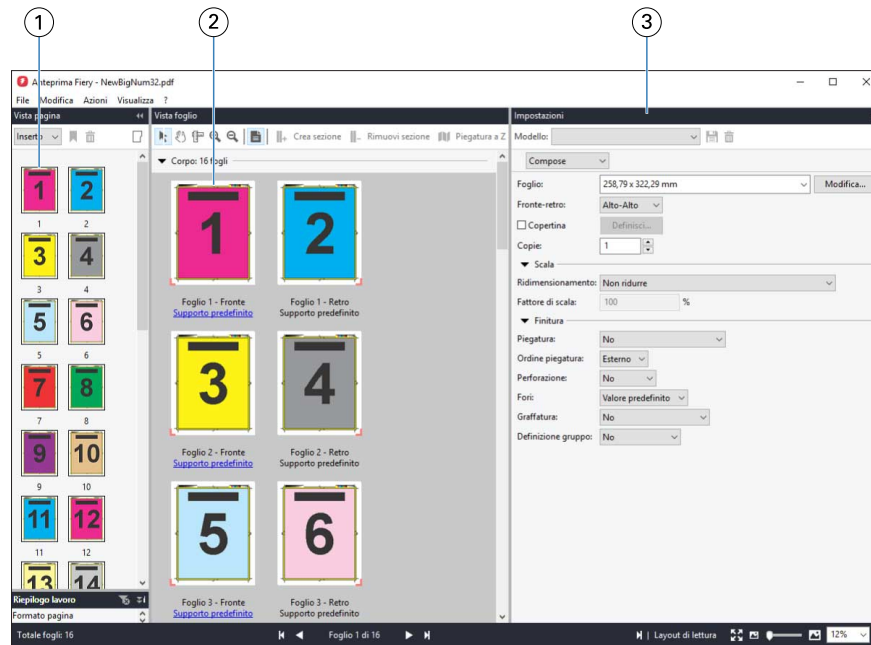 1 2 3
Anteprima Fiery - NewBigNum32.pdf
File Modifica Azioni Visualizza ?
Vista pagina
Inserto
1 2
1 2
3 4
3 4
5 6
5 6
7 8
7 8
9 10
9 10
11 12
11 12
13 14
Riepilogo lavoro
Formato pagina
Vista foglio
Crea sezione Rimuovi sezione Piegatura a Z
Corpo: 16 fogli
1 2
Foglio 1 - Fronte Foglio 1 - Retro
Supporto predefinito Supporto predefinito
3 4
Foglio 2 - Fronte Foglio 2 - Retro
Supporto predefinito Supporto predefinito
5 6
Foglio 3 - Fronte Foglio 3 - Retro
Supporto predefinito Supporto predefinito
Impostazioni
Modello:
Compose
Foglio: 258,79 x 322,29 mm Modifica...
Fronte-retro: Alto-Alto
Copertina Definisci...
Copie: 1
Scala
Ridimensionamento: Non ridurre
Fattore di scala: 100 %
Finitura
Piegatura: No
Ordine piegatura: Esterno
Perforazione: No
Fori: Valore predefinito
Graffatura: No
Definizione gruppo: No
Totale fogli: 16 Foglio 1 di 16 Layout di lettura 12%